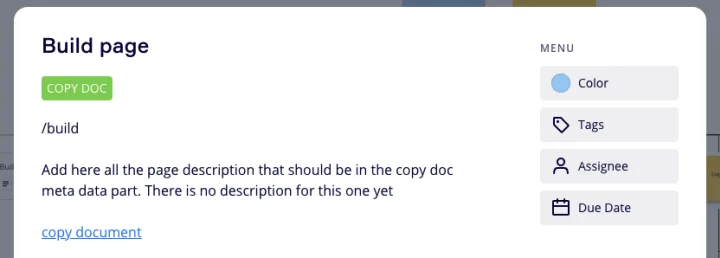 Build page
COPY DOC
/build
Add here all the page description that should be in the copy doc
meta data part. There is no description for this one yet
copy document
MENU
Color
Tags
Assignee
Due Date
Buil